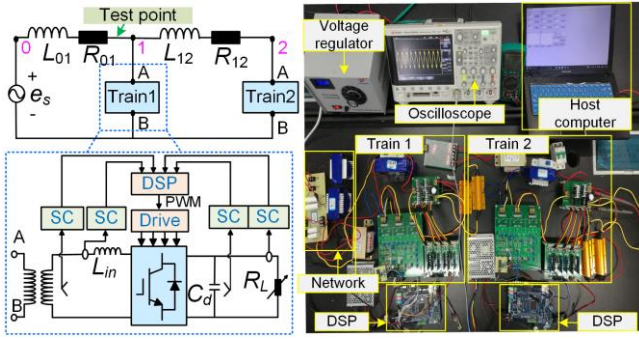 Test point
0
L01
R01
1
L12
R12
2
+
es
-
A
Train1
B
A
Train2
B
DSP
PWM
SC
SC
Drive
SC
SC
A
B
Lin
Cd
RL
Voltage
regulator
Oscilloscope
Host
computer
Train 1
Train 2
Network
DSP
DSP